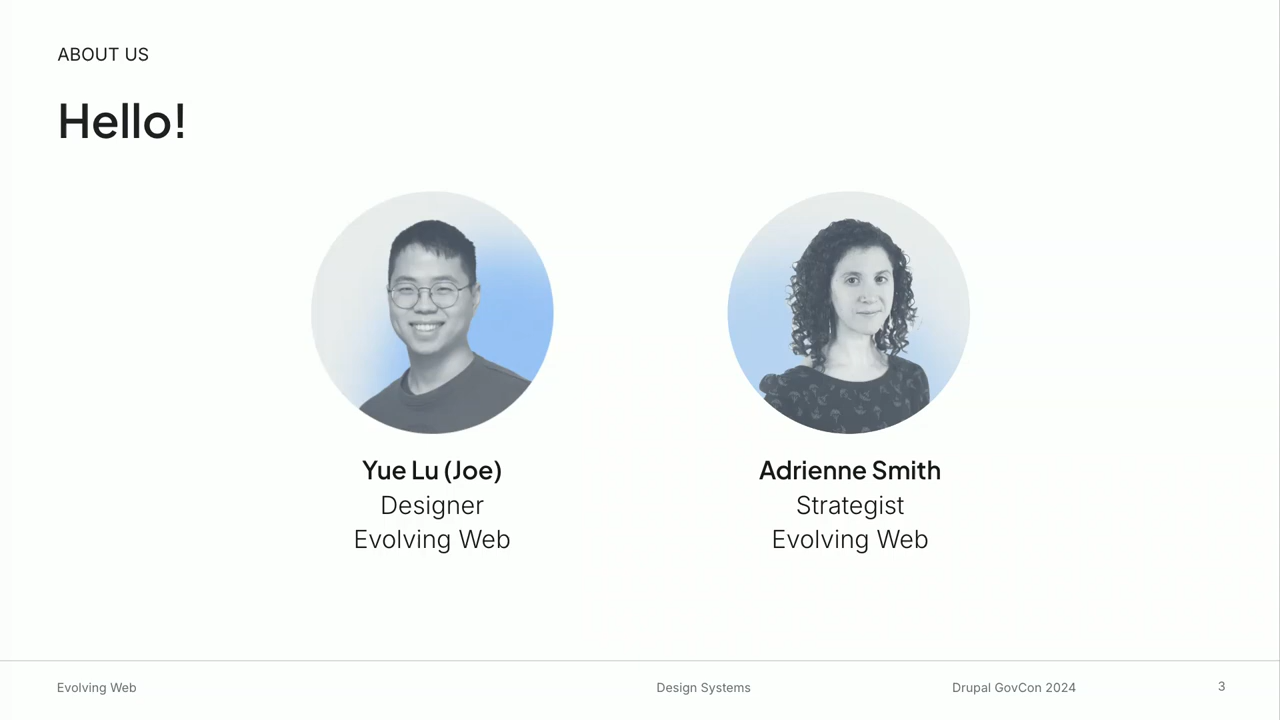 ABOUT US
Hello!
Yue Lu (Joe)
Designer
Evolving Web
Adrienne Smith
Strategist
Evolving Web
Evolving Web
Design Systems
Drupal GovCon 2024
3